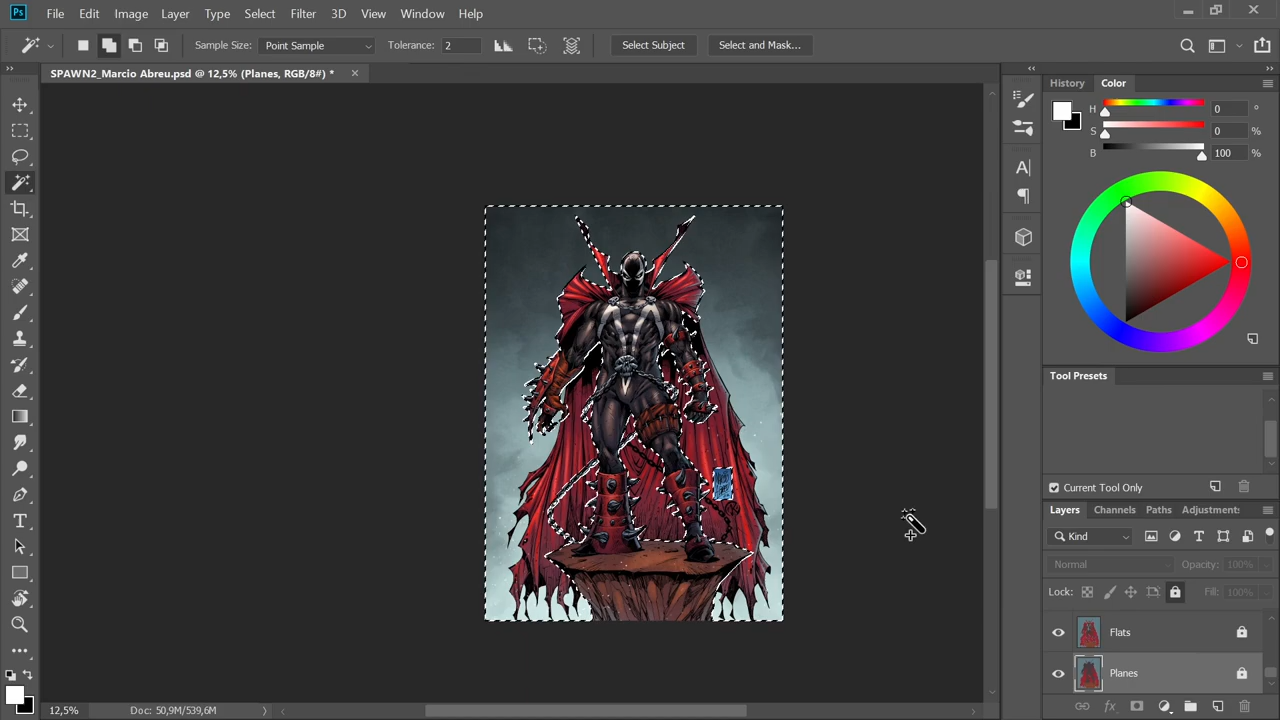 Ps File Edit Image Layer Type Select Filter 3D View Window Help
Sample Size: Point Sample Tolerance: 2 Select Subject Select and Mask...
SPAWN2_Marcio Abreu.psd @ 12,5% (Planes, RGB/8#) *
History Color
H 0 °
S 0 %
B 100 %
Tool Presets
Current Tool Only
Layers Channels Paths Adjustment:
Kind
Normal Opacity: 100%
Lock: Fill: 100%
Flats
Planes
12,5% Doc: 50,9M/539,6M